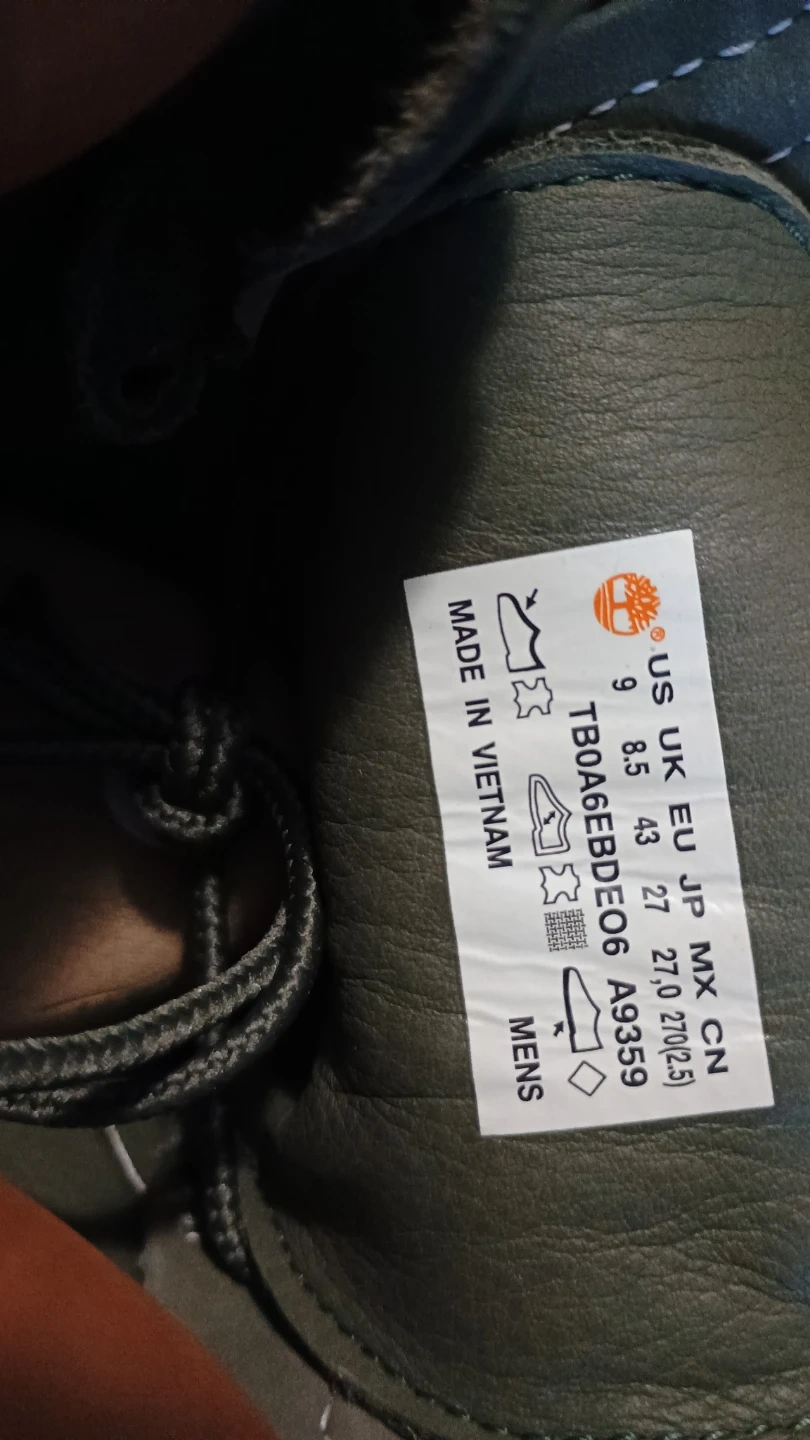 US UK EU JP MX CN
9 8.5 43 27 27,0 270(2.5)
TB0A6EBDEO6 A9359
MADE IN VIETNAM MENS